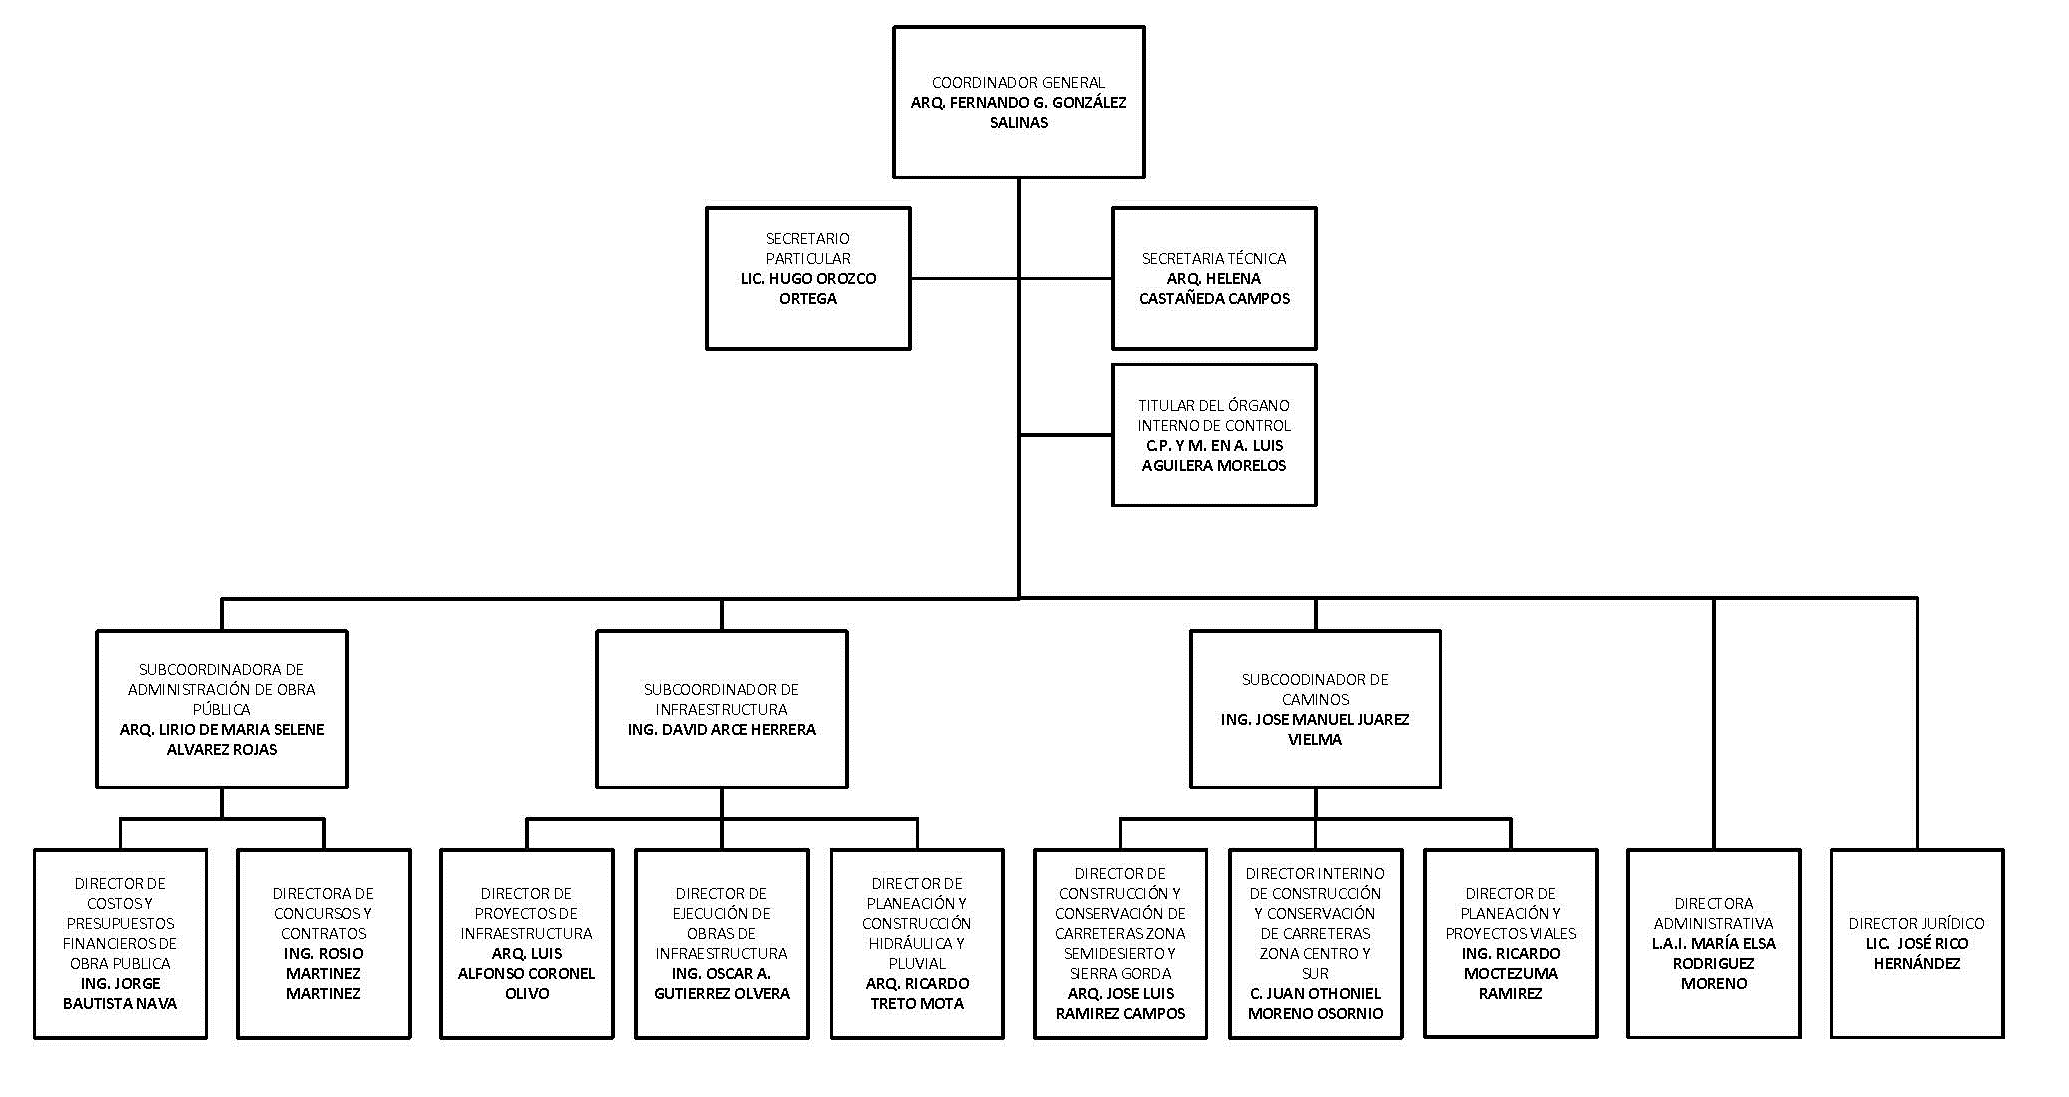 COORDINADOR GENERAL
ARQ. FERNANDO G. GONZÁLEZ
SALINAS
SECRETARIO
PARTICULAR
LIC. HUGO OROZCO
ORTEGA
SECRETARIA TÉCNICA
ARQ. HELENA
CASTAÑEDA CAMPOS
TITULAR DEL ÓRGANO
INTERNO DE CONTROL
C.P. Y M. EN A. LUIS
AGUILERA MORELOS
SUBCOORDINADORA DE
ADMINISTRACIÓN DE OBRA
PÚBLICA
ARQ. LIRIO DE MARIA SELENE
ALVAREZ ROJAS
SUBCOORDINADOR DE
INFRAESTRUCTURA
ING. DAVID ARCE HERRERA
SUBCOODINADOR DE
CAMINOS
ING. JOSE MANUEL JUAREZ
VIELMA
DIRECTOR DE
COSTOS Y
PRESUPUESTOS
FINANCIEROS DE
OBRA PUBLICA
ING. JORGE
BAUTISTA NAVA
DIRECTORA DE
CONCURSOS Y
CONTRATOS
ING. ROSIO
MARTINEZ
MARTINEZ
DIRECTOR DE
PROYECTOS DE
INFRAESTRUCTURA
ARQ. LUIS
ALFONSO CORONEL
OLIVO
DIRECTOR DE
EJECUCIÓN DE
OBRAS DE
INFRAESTRUCTURA
ING. OSCAR A.
GUTIERREZ OLVERA
DIRECTOR DE
PLANEACIÓN Y
CONSTRUCCIÓN
HIDRÁULICA Y
PLUVIAL
ARQ. RICARDO
TRETO MOTA
DIRECTOR DE
CONSTRUCCIÓN Y
CONSERVACIÓN DE
CARRETERAS ZONA
SEMIDESIERTO Y
SIERRA GORDA
ARQ. JOSE LUIS
RAMIREZ CAMPOS
DIRECTOR INTERINO
DE CONSTRUCCIÓN
Y CONSERVACIÓN
DE CARRETERAS
ZONA CENTRO Y
SUR
C. JUAN OTHONIEL
MORENO OSORNIO
DIRECTOR DE
PLANEACIÓN Y
PROYECTOS VIALES
ING. RICARDO
MOCTEZUMA
RAMIREZ
DIRECTORA
ADMINISTRATIVA
L.A.I. MARÍA ELSA
RODRIGUEZ
MORENO
DIRECTOR JURÍDICO
LIC. JOSÉ RICO
HERNÁNDEZ